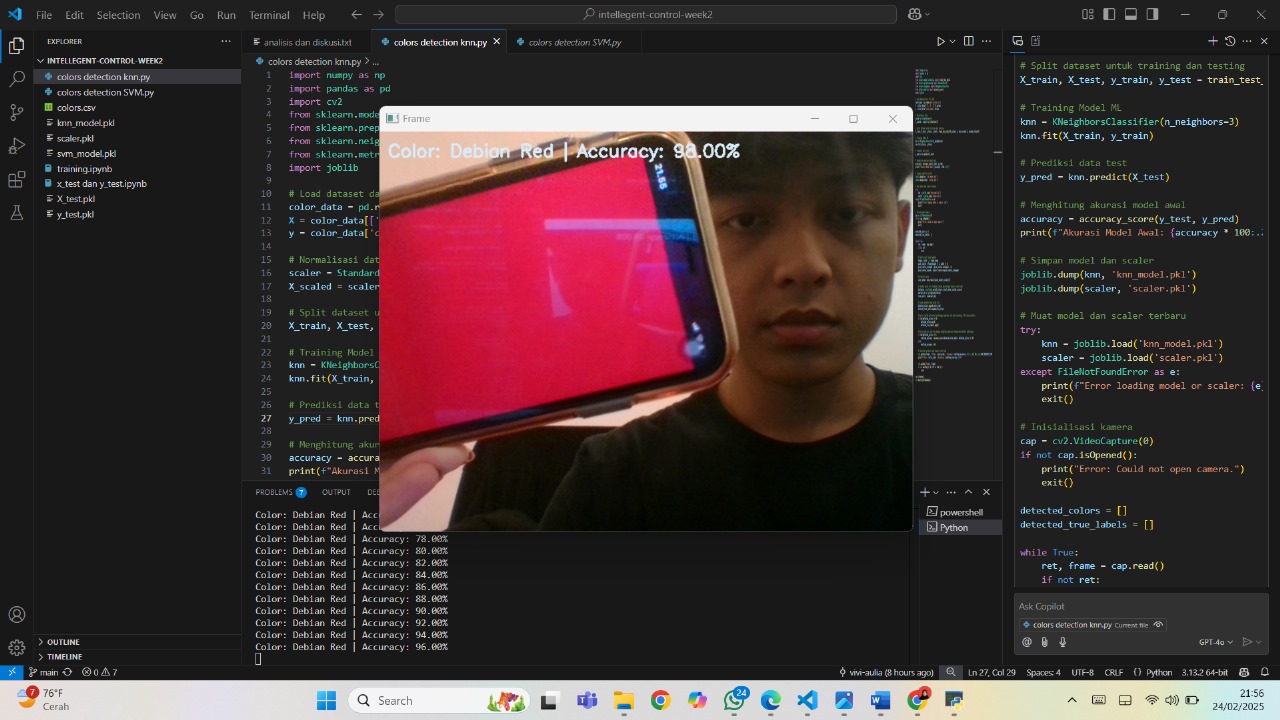 File Edit Selection View Go Run Terminal Help
intellegent-control-week2
EXPLORER
INTELLEGENT-CONTROL-WEEK2
colors detection knn.py
colors detection SVM.py
colors.csv
knn_model.pkl
scaler.pkl
svm_model.pkl
training.ipynb
X_test.pkl
y_test.pkl
OUTLINE
TIMELINE
analisis dan diskusi.txt
colors detection knn.py
colors detection SVM.py
colors detection knn.py > ...
1 import numpy as np
2 import pandas as pd
3 import cv2
4 from sklearn.mode
5 from sklearn.prep
6 from sklearn.neig
7 from sklearn.metr
8 import joblib
9
10 # Load dataset da
11 color_data = pd.r
12 X = color_data[['
13 y = color_data['c
14
15 # Normalisasi dat
16 scaler = Standard
17 X_scaled = scaler
18
19 # Split dataset u
20 X_train, X_test,
21
22 # Training Model
23 knn = KNeighborsC
24 knn.fit(X_train,
25
26 # Prediksi data t
27 y_pred = knn.pred
28
29 # Menghitung akur
30 accuracy = accura
31 print(f"Akurasi M
Frame
Color: Debian Red | Accuracy: 98.00%
PROBLEMS 7 OUTPUT
Color: Debian Red | Acc
Color: Debian Red | Accuracy: 78.00%
Color: Debian Red | Accuracy: 80.00%
Color: Debian Red | Accuracy: 82.00%
Color: Debian Red | Accuracy: 84.00%
Color: Debian Red | Accuracy: 86.00%
Color: Debian Red | Accuracy: 88.00%
Color: Debian Red | Accuracy: 90.00%
Color: Debian Red | Accuracy: 92.00%
Color: Debian Red | Accuracy: 94.00%
Color: Debian Red | Accuracy: 96.00%
powershell
Python
# Split dataset untuk training dan testing
X_train, X_test, y_train, y_test = train_test
# Training Model ML
knn = KNeighborsClassifier(n_neighbors=3)
knn.fit(X_train, y_train)
# Prediksi data test
y_pred = knn.predict(X_test)
# Menghitung akurasi model awal
accuracy = accuracy_score(y_test, y_pred)
print(f"Akurasi Model Awal: {accuracy * 100:..
# Simpan model dan scaler
joblib.dump(knn, 'knn_model.pkl')
joblib.dump(scaler, 'scaler.pkl')
# Muat model dan scaler terbaru
try:
knn = joblib.load('knn_model.pkl')
scaler = joblib.load('scaler.pkl')
except FileNotFoundError as e:
print(f"Error loading model or scaler: {e
exit()
# Inisialisasi kamera
cap = cv2.VideoCapture(0)
if not cap.isOpened():
print("Error: Could not open camera.")
exit()
detected_colors = []
detected_true_labels = []
while True:
ret, frame = cap.read()
if not ret:
Ask Copilot
colors detection knn.py Current file
GPT-4o
main 0 7
vivi-aulia (8 hours ago) Ln 27, Col 29 Spaces: 4 UTF-8 CRLF Python 3.13.2 64-bit
7 76°F
Cerah
Search
24
11:36
24/02/2025